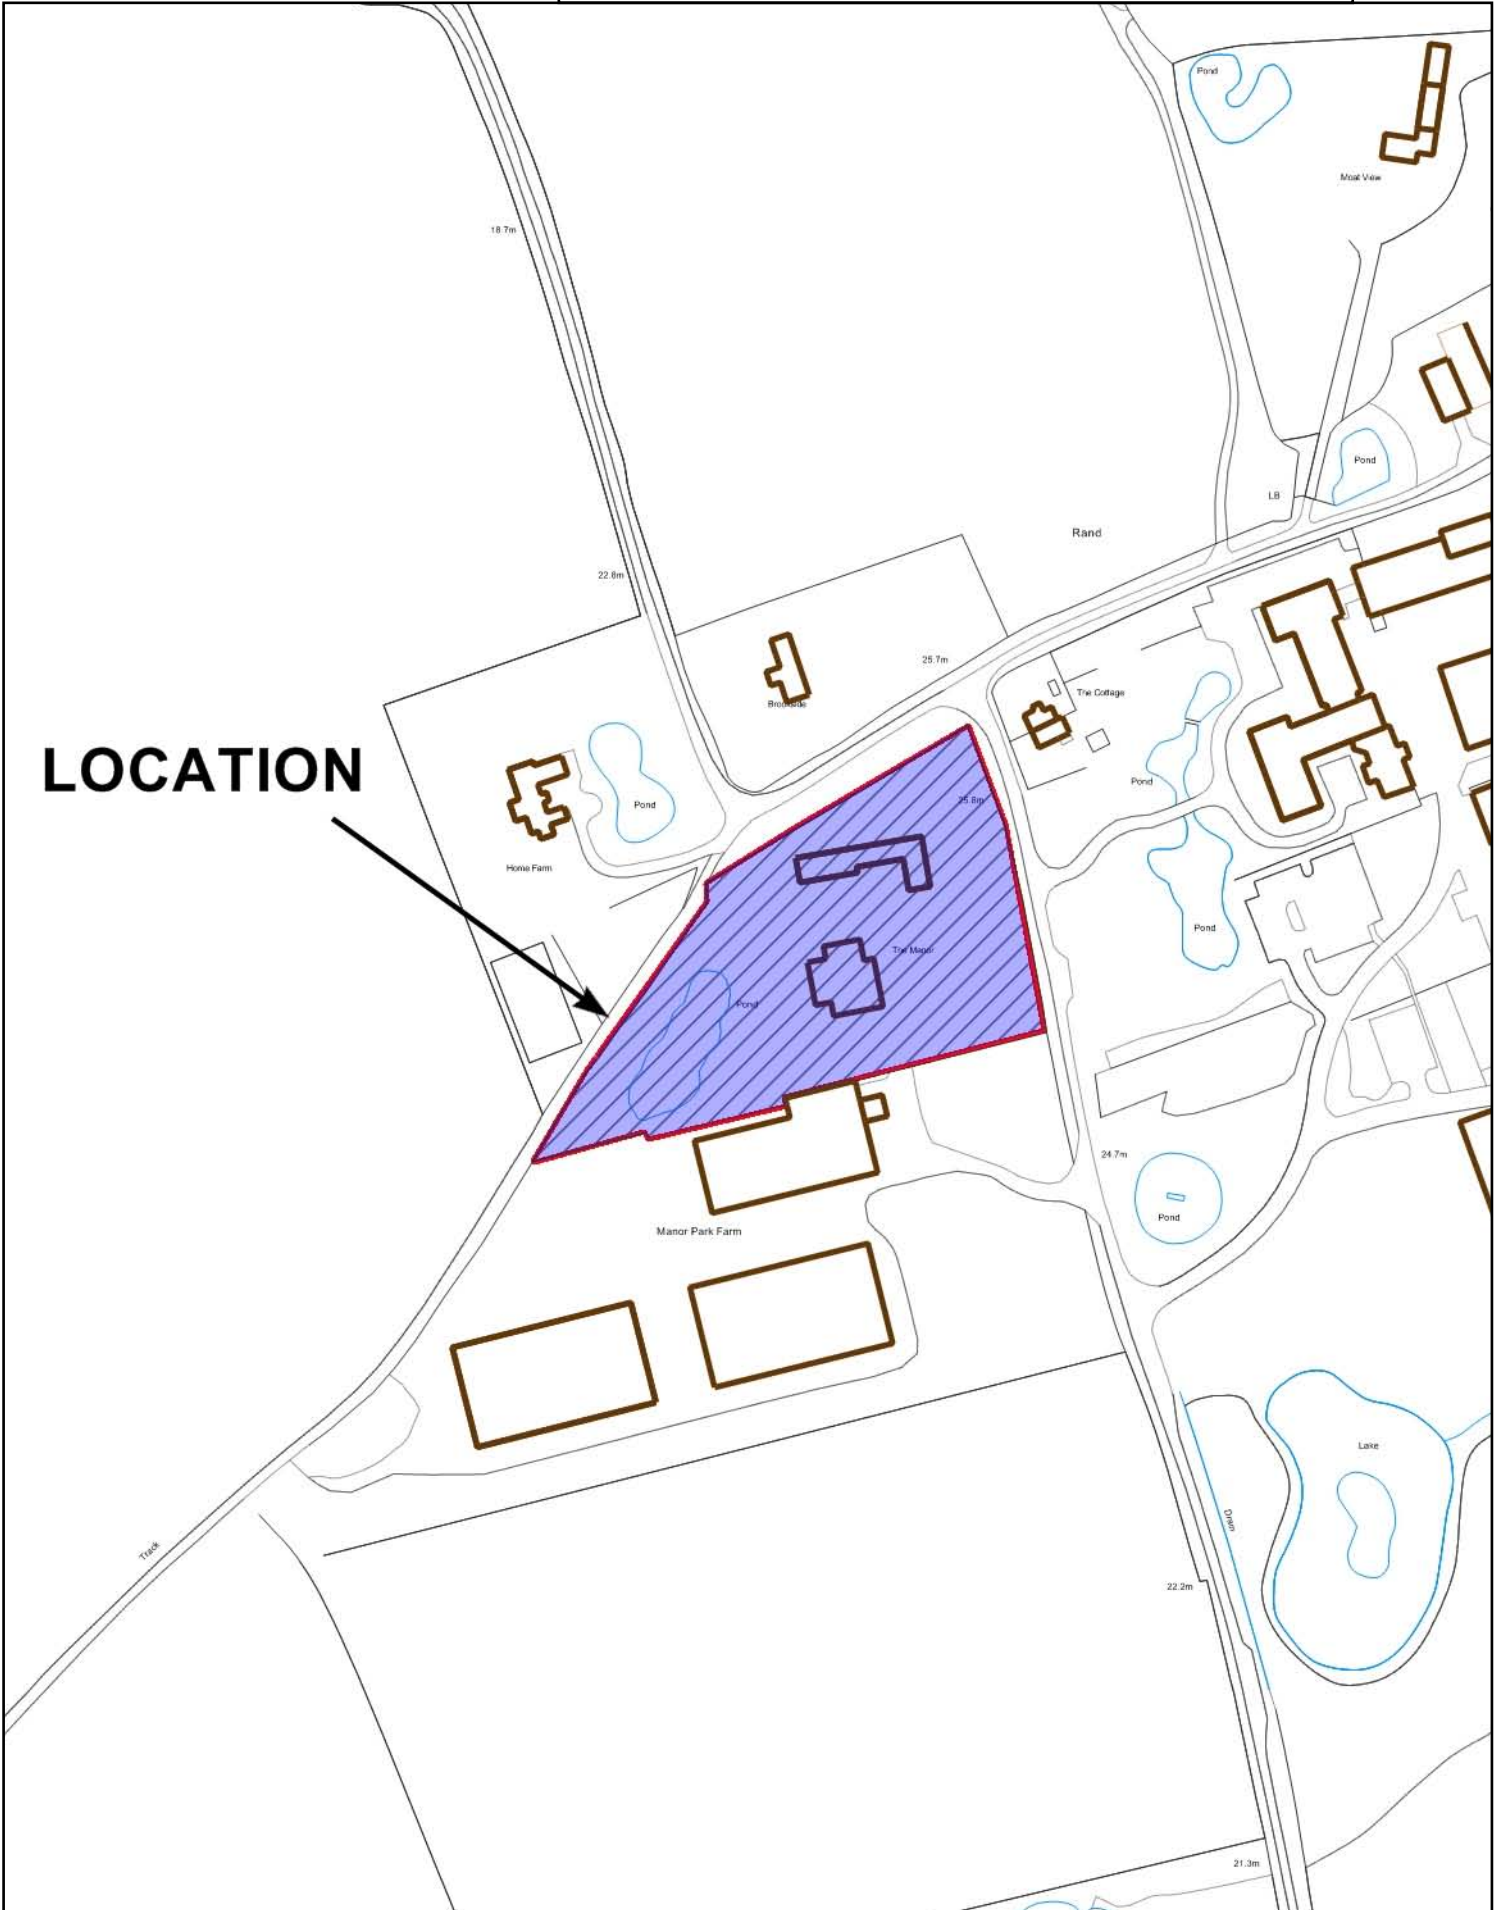 Pond
Moat View
18.7m
Pond
LB
Rand
22.8m
25.7m
The Cottage
Brookside
LOCATION
Pond
Pond
25.8m
Home Farm
Pond
The Manor
Pond
24.7m
Pond
Manor Park Farm
Lake
Drain
Track
22.2m
21.3m